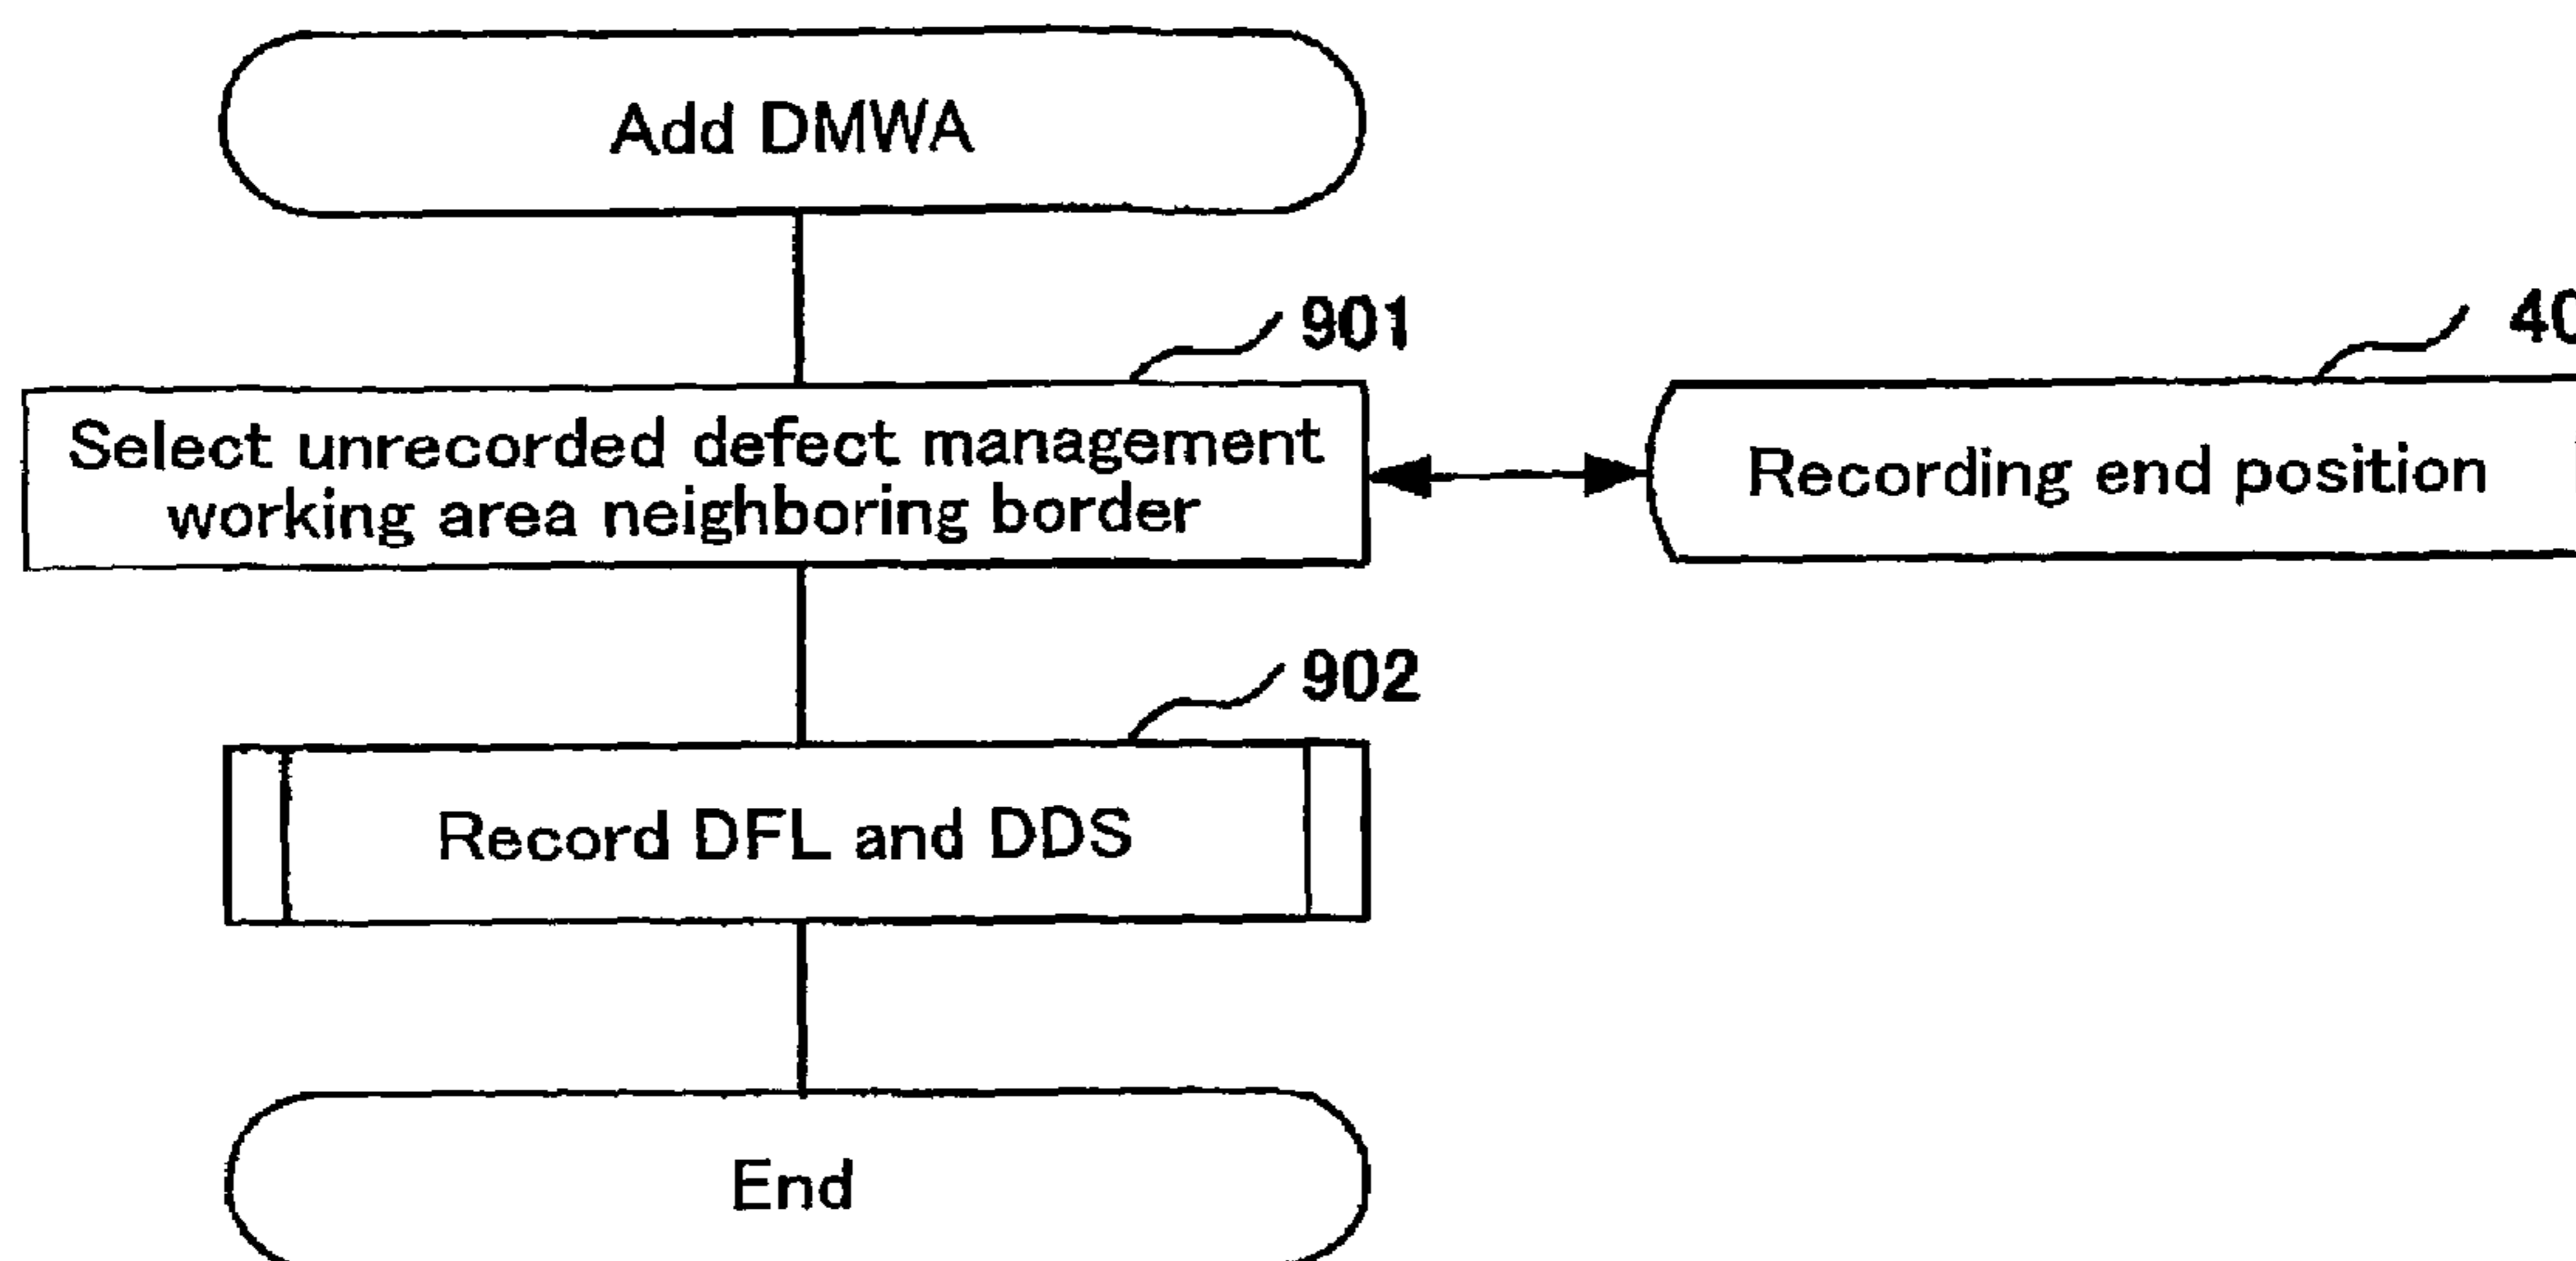 Add DMWA
901
Select unrecorded defect management
working area neighboring border
Recording end position
902
Record DFL and DDS
End